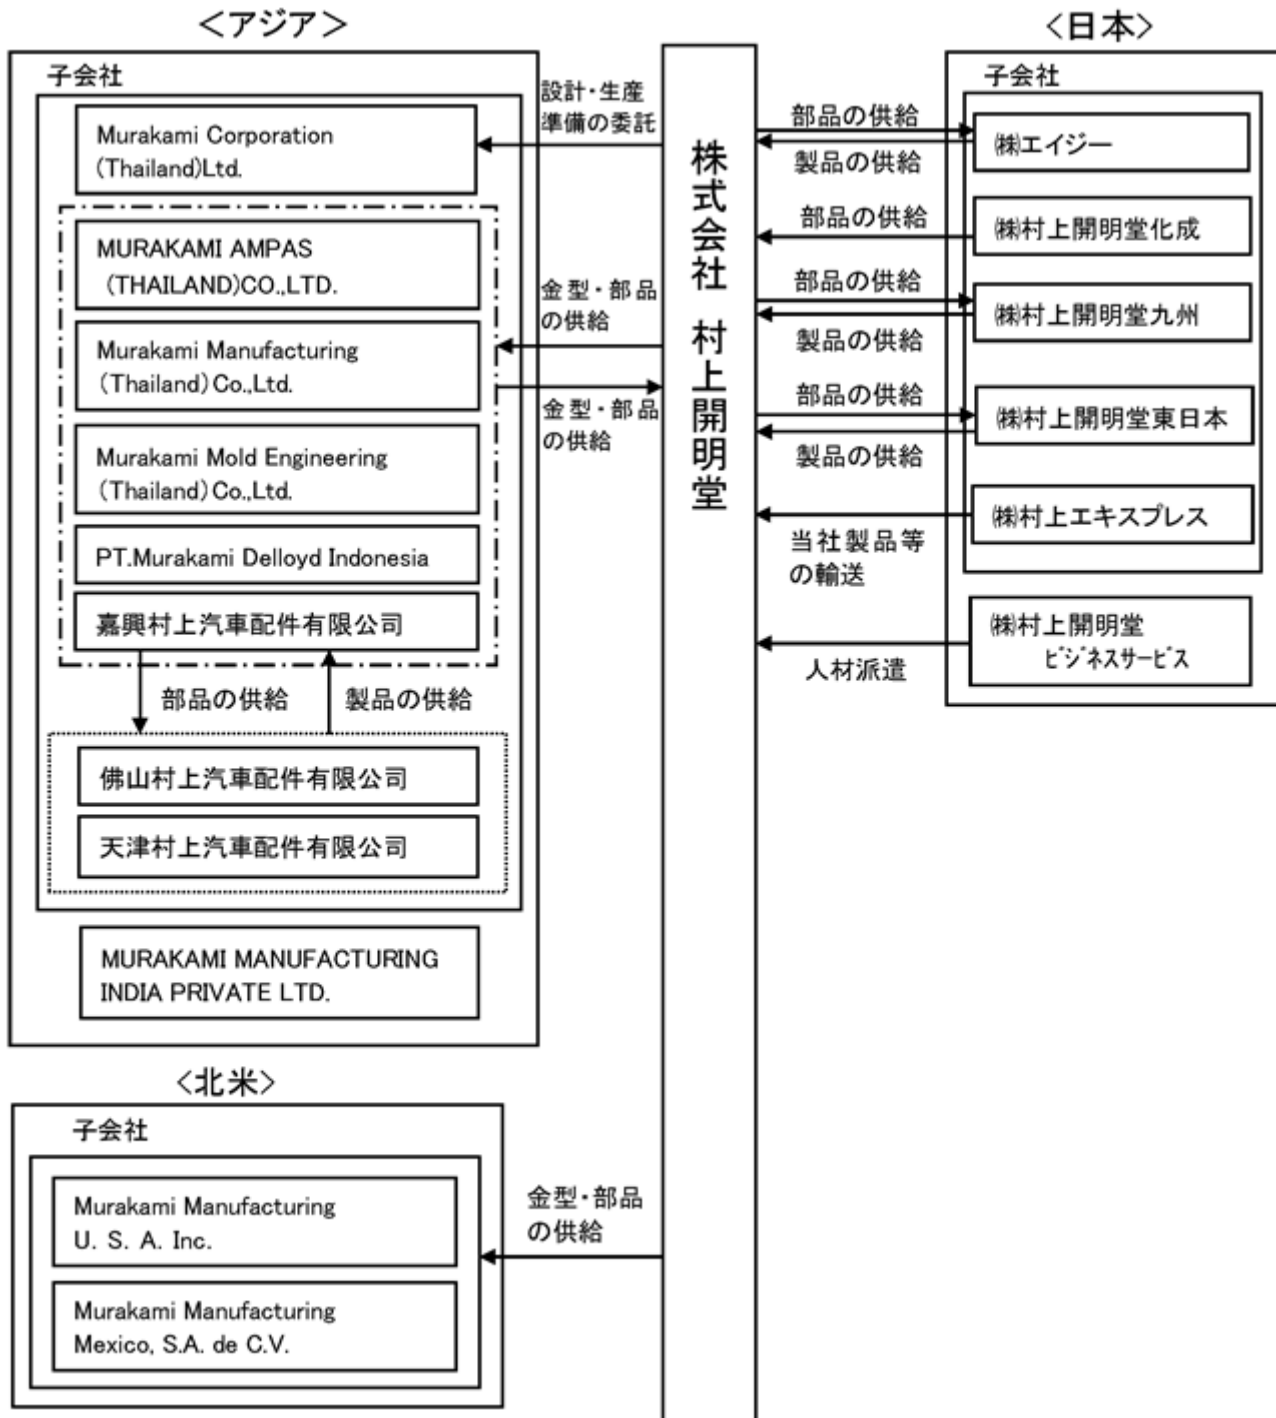 ＜アジア＞
子会社
Murakami Corporation
(Thailand)Ltd.
MURAKAMI AMPAS
(THAILAND)CO.,LTD.
Murakami Manufacturing
(Thailand)Co.,Ltd.
Murakami Mold Engineering
(Thailand)Co.,Ltd.
PT.Murakami Delloyd Indonesia
嘉興村上汽車配件有限公司
部品の供給
製品の供給
佛山村上汽車配件有限公司
天津村上汽車配件有限公司
MURAKAMI MANUFACTURING
INDIA PRIVATE LTD.
＜北米＞
子会社
Murakami Manufacturing
U. S. A. Inc.
Murakami Manufacturing
Mexico, S.A. de C.V.
設計・生産
準備の委託
金型・部品
の供給
金型・部品
の供給
金型・部品
の供給
株式会社 村上開明堂
＜日本＞
子会社
部品の供給
製品の供給
㈱エイジー
部品の供給
㈱村上開明堂化成
部品の供給
製品の供給
㈱村上開明堂九州
部品の供給
製品の供給
㈱村上開明堂東日本
当社製品等
の輸送
㈱村上エキスプレス
人材派遣
㈱村上開明堂
ﾋﾞｼﾞﾈｽサービス